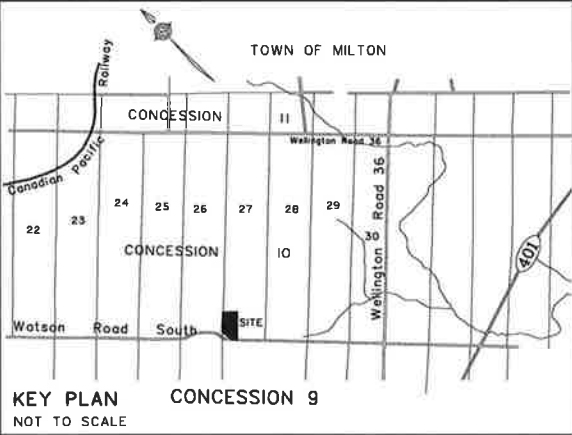 TOWN OF MILTON
Railway
CONCESSION 11
Wellington Road 36
Canadian Pacific
Wellington Road 36
22 23 24 25 26 27 28 29 30
CONCESSION 10
401
SITE
Watson Road South
KEY PLAN CONCESSION 9
NOT TO SCALE